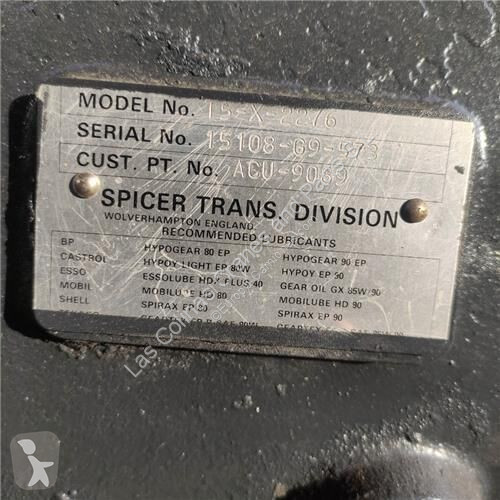 MODEL No. 
SERIAL No. 15108-G9-573
CUST. PT. No. ACU-9069
SPICER TRANS. DIVISION
WOLVERHAMPTON ENGLAND.
RECOMMENDED LUBRICANTS
BP HYPOGEAR 80 EP HYPOGEAR 90 EP
CASTROL HYPOY LIGHT EP 80W HYPOY EP 90
ESSO ESSOLUBE HDX PLUS 40 GEAR OIL GX 85W/90
MOBIL MOBILUBE HD 80 MOBILUBE HD 90
SHELL SPIRAX EP 80 SPIRAX EP 90